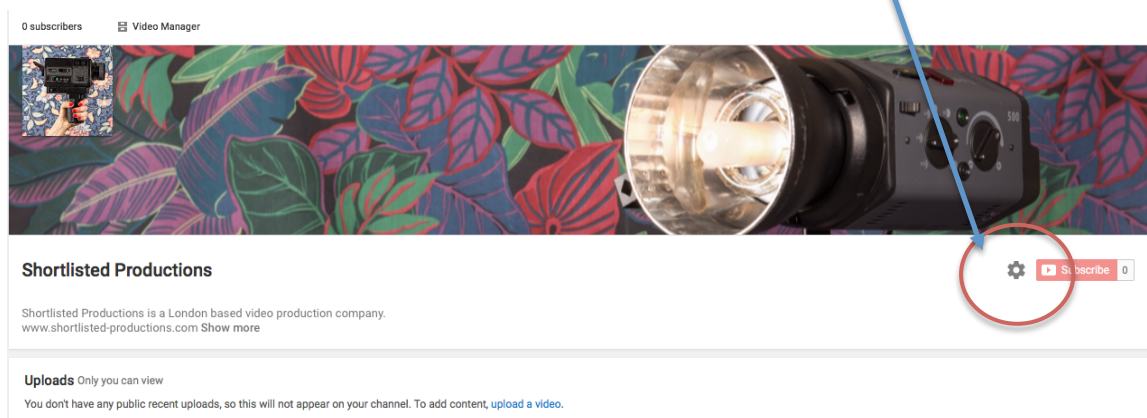 0 subscribers Video Manager
500
Shortlisted Productions
Subscribe 0
Shortlisted Productions is a London based video production company.
www.shortlisted-productions.com Show more
Uploads Only you can view
You don't have any public recent uploads, so this will not appear on your channel. To add content, upload a video.